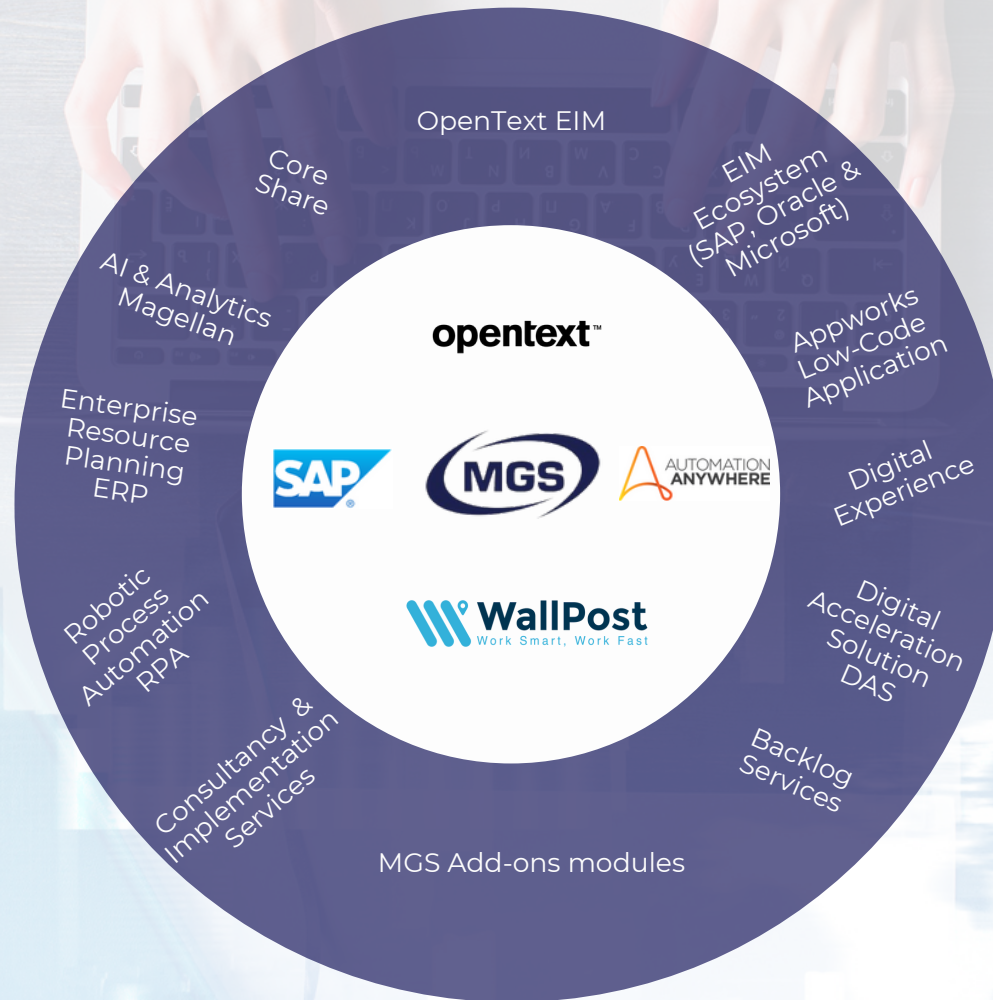 OpenText EIM
EIM
Ecosystem
(SAP, Oracle &
Microsoft)
Appworks
Low-Code
Application
Digital
Experience
Digital
Acceleration
Solution
DAS
Backlog
Services
MGS Add-ons modules
Consultancy &
Implementation
Services
Robotic
Process
Automation
RPA
Enterprise
Resource
Planning
ERP
AI & Analytics
Magellan
Core
Share
opentext™
SAP®
MGS
AUTOMATION
ANYWHERE
WallPost
Work Smart, Work Fast